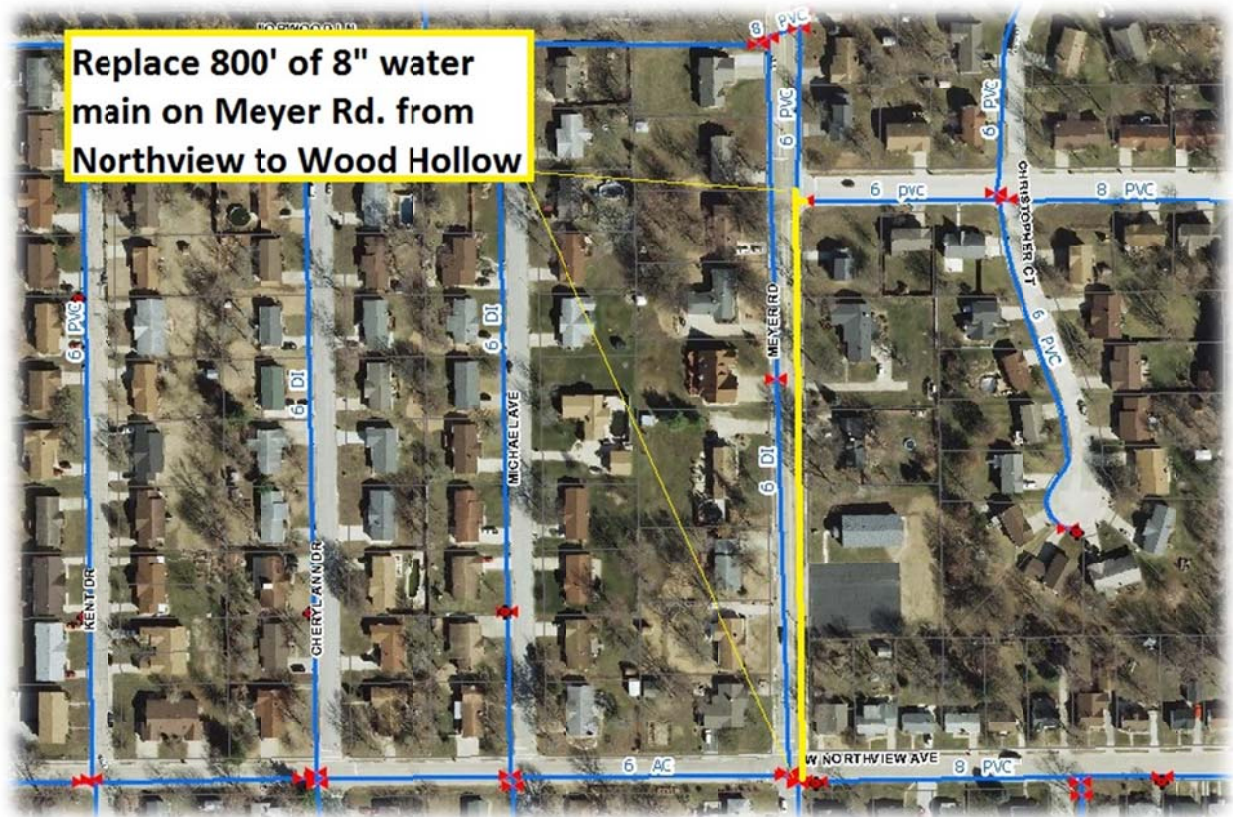 NORWOOD LN
Replace 800' of 8" water
main on Meyer Rd. from
Northview to Wood Hollow
8 PVC
6 PVC
6 PVC
6 PVC
8 PVC
CHRISTOPHER CT
6 PVC
MEYER RD
6 PVC
6 DI
6 DI
MICHAEL AVE
6 DI
KENT DR
CHERYL ANN DR
6 AC
W NORTHVIEW AVE
8 PVC